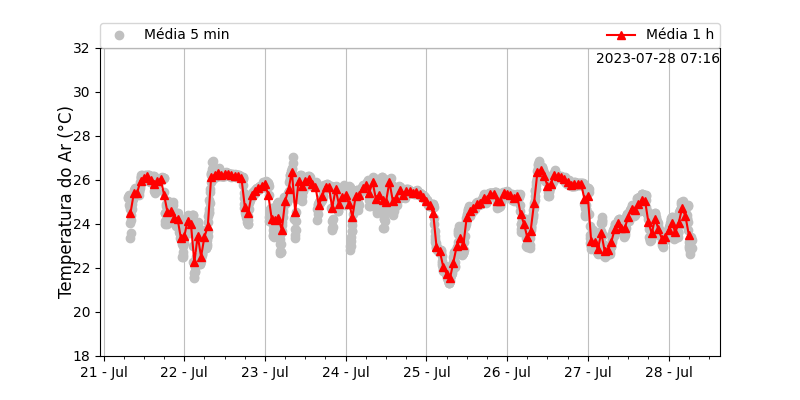 Média 5 min
Média 1 h
2023-07-28 07:16
Temperatura do Ar (°C)
32
30
28
26
24
22
20
18
21 - Jul
22 - Jul
23 - Jul
24 - Jul
25 - Jul
26 - Jul
27 - Jul
28 - Jul